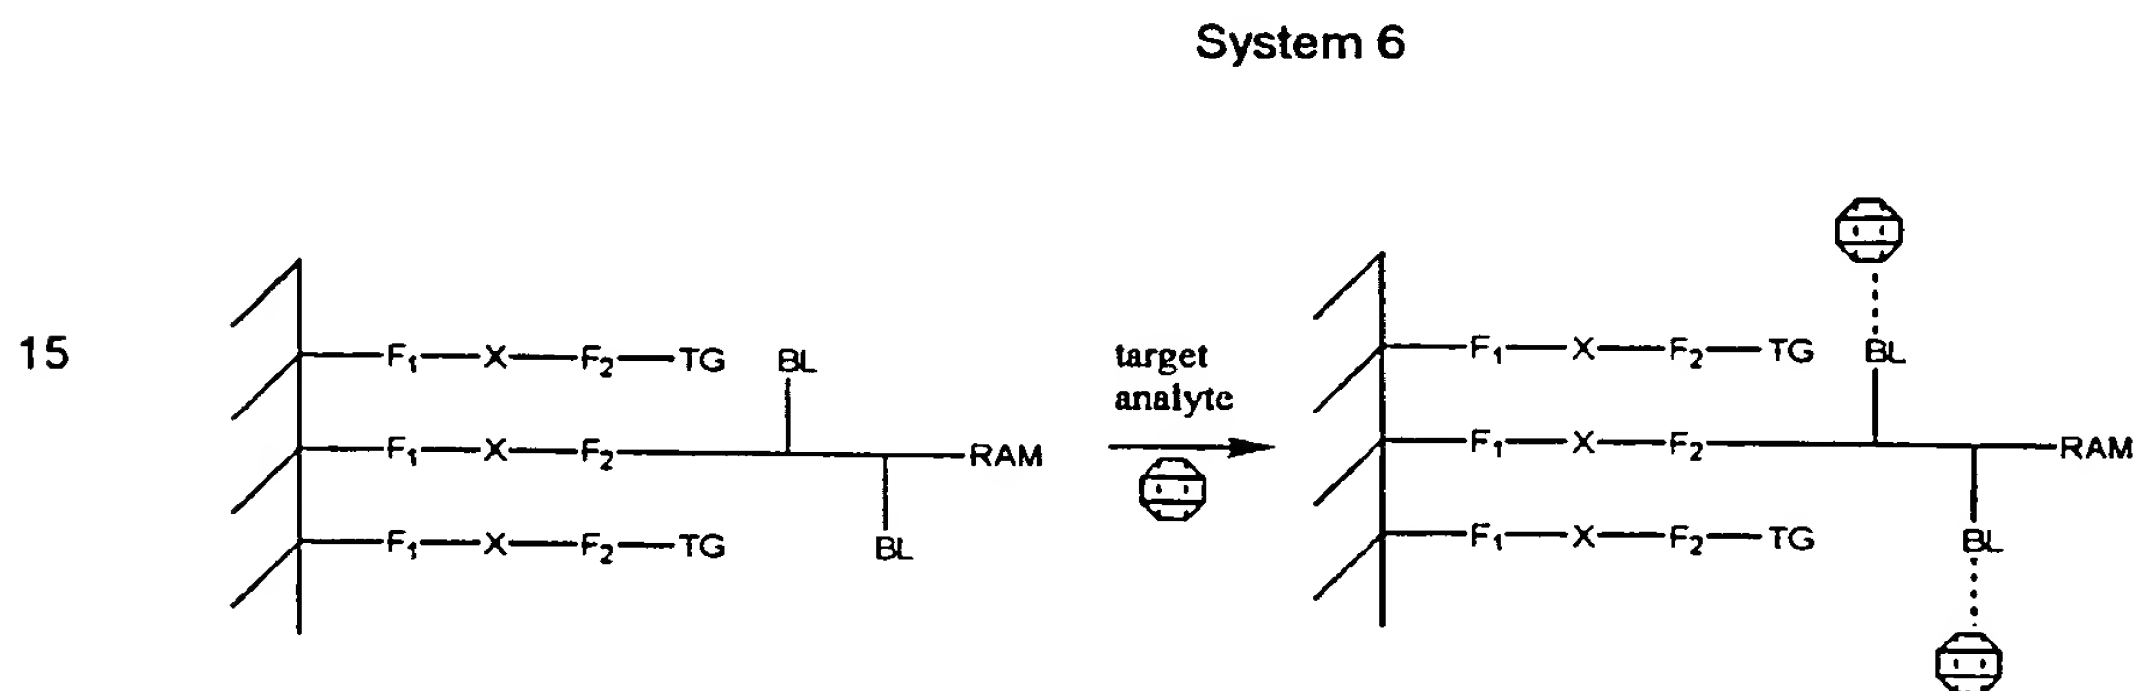 System 6
15
F₁—X—F₂—TG BL
F₁—X—F₂ RAM
F₁—X—F₂—TG BL
target
analyte
F₁—X—F₂—TG BL
F₁—X—F₂ RAM
F₁—X—F₂—TG BL